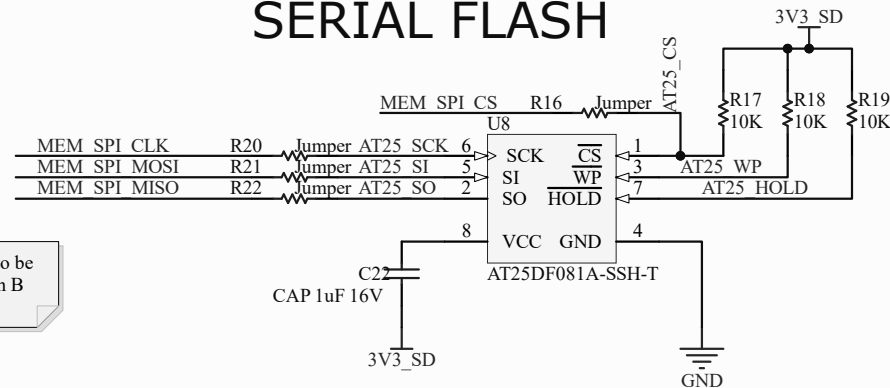 SERIAL FLASH
3V3_SD
AT25_CS
MEM_SPI_CS R16 Jumper
R17 R18 R19
10K 10K 10K
U8
MEM_SPI_CLK R20 Jumper AT25_SCK 6 SCK CS 1
MEM_SPI_MOSI R21 Jumper AT25_SI 5 SI WP 3 AT25_WP
MEM_SPI_MISO R22 Jumper AT25_SO 2 SO HOLD 7 AT25_HOLD
8 VCC GND 4
o be
n B
C22
CAP 1uF 16V
AT25DF081A-SSH-T
3V3_SD
GND